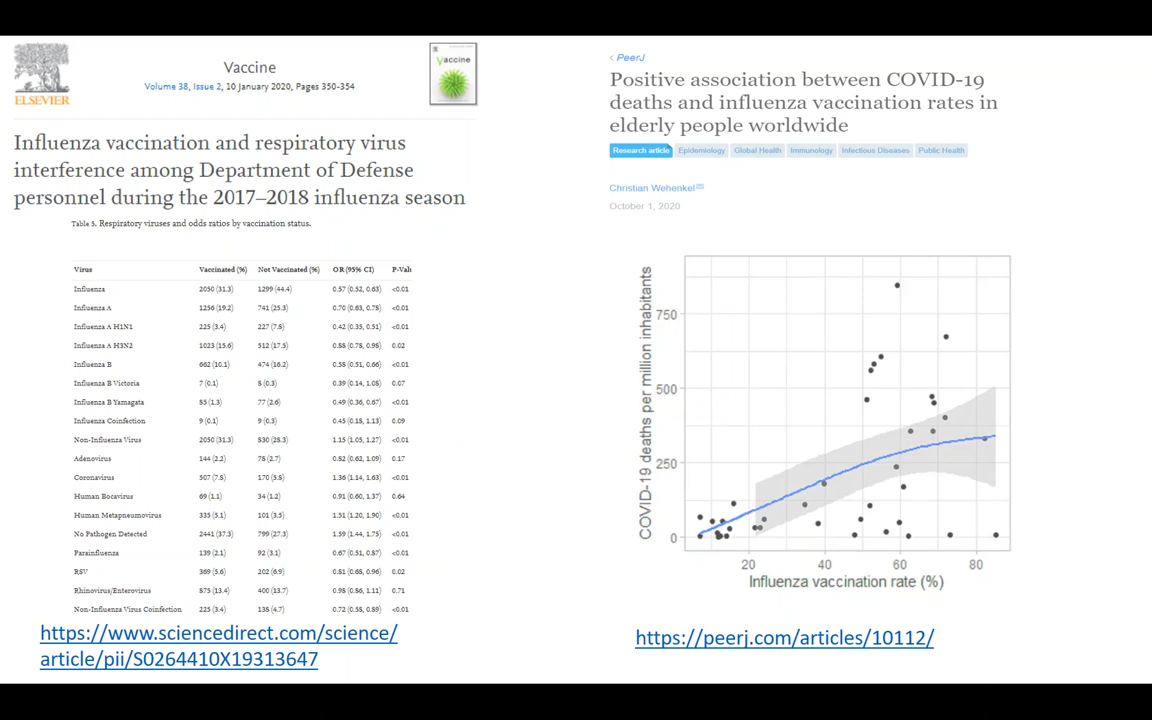 ELSEVIER
Vaccine
Volume 38, Issue 2, 10 January 2020, Pages 350-354
Vaccine
Influenza vaccination and respiratory virus
interference among Department of Defense
personnel during the 2017–2018 influenza season
Table 5. Respiratory viruses and odds ratios by vaccination status.
Virus Vaccinated (%) Not Vaccinated (%) OR (95% CI) P-Valu
Influenza 2050 (31.3) 1299 (44.4) 0.57 (0.52, 0.63) <0.01
Influenza A 1256 (19.2) 741 (25.3) 0.70 (0.63, 0.78) <0.01
Influenza A H1N1 225 (3.4) 227 (7.8) 0.42 (0.35, 0.51) <0.01
Influenza A H3N2 1023 (15.6) 512 (17.5) 0.88 (0.78, 0.98) 0.02
Influenza B 662 (10.1) 474 (16.2) 0.58 (0.51, 0.66) <0.01
Influenza B Victoria 7 (0.1) 8 (0.3) 0.39 (0.14, 1.08) 0.07
Influenza B Yamagata 83 (1.3) 77 (2.6) 0.49 (0.36, 0.67) <0.01
Influenza Coinfection 9 (0.1) 9 (0.3) 0.45 (0.18, 1.13) 0.09
Non-Influenza Virus 2050 (31.3) 830 (28.3) 1.15 (1.05, 1.27) <0.01
Adenovirus 144 (2.2) 78 (2.7) 0.82 (0.62, 1.09) 0.17
Coronavirus 507 (7.8) 170 (5.8) 1.36 (1.14, 1.63) <0.01
Human Bocavirus 69 (1.1) 34 (1.2) 0.91 (0.60, 1.37) 0.64
Human Metapneumovirus 335 (5.1) 101 (3.5) 1.51 (1.20, 1.90) <0.01
No Pathogen Detected 2441 (37.3) 799 (27.3) 1.59 (1.44, 1.75) <0.01
Parainfluenza 139 (2.1) 92 (3.1) 0.67 (0.51, 0.87) <0.01
RSV 369 (5.6) 202 (6.9) 0.81 (0.68, 0.96) 0.02
Rhinovirus/Enterovirus 875 (13.4) 400 (13.7) 0.98 (0.86, 1.11) 0.71
Non-Influenza Virus Coinfection 225 (3.4) 138 (4.7) 0.72 (0.58, 0.89) <0.01
https://www.sciencedirect.com/science/
article/pii/S0264410X19313647
< PeerJ
Positive association between COVID-19
deaths and influenza vaccination rates in
elderly people worldwide
Research article Epidemiology Global Health Immunology Infectious Diseases Public Health
Christian Wehenkel
October 1, 2020
COVID-19 deaths per million inhabitants
750
500
250
0
20 40 60 80
Influenza vaccination rate (%)
https://peerj.com/articles/10112/